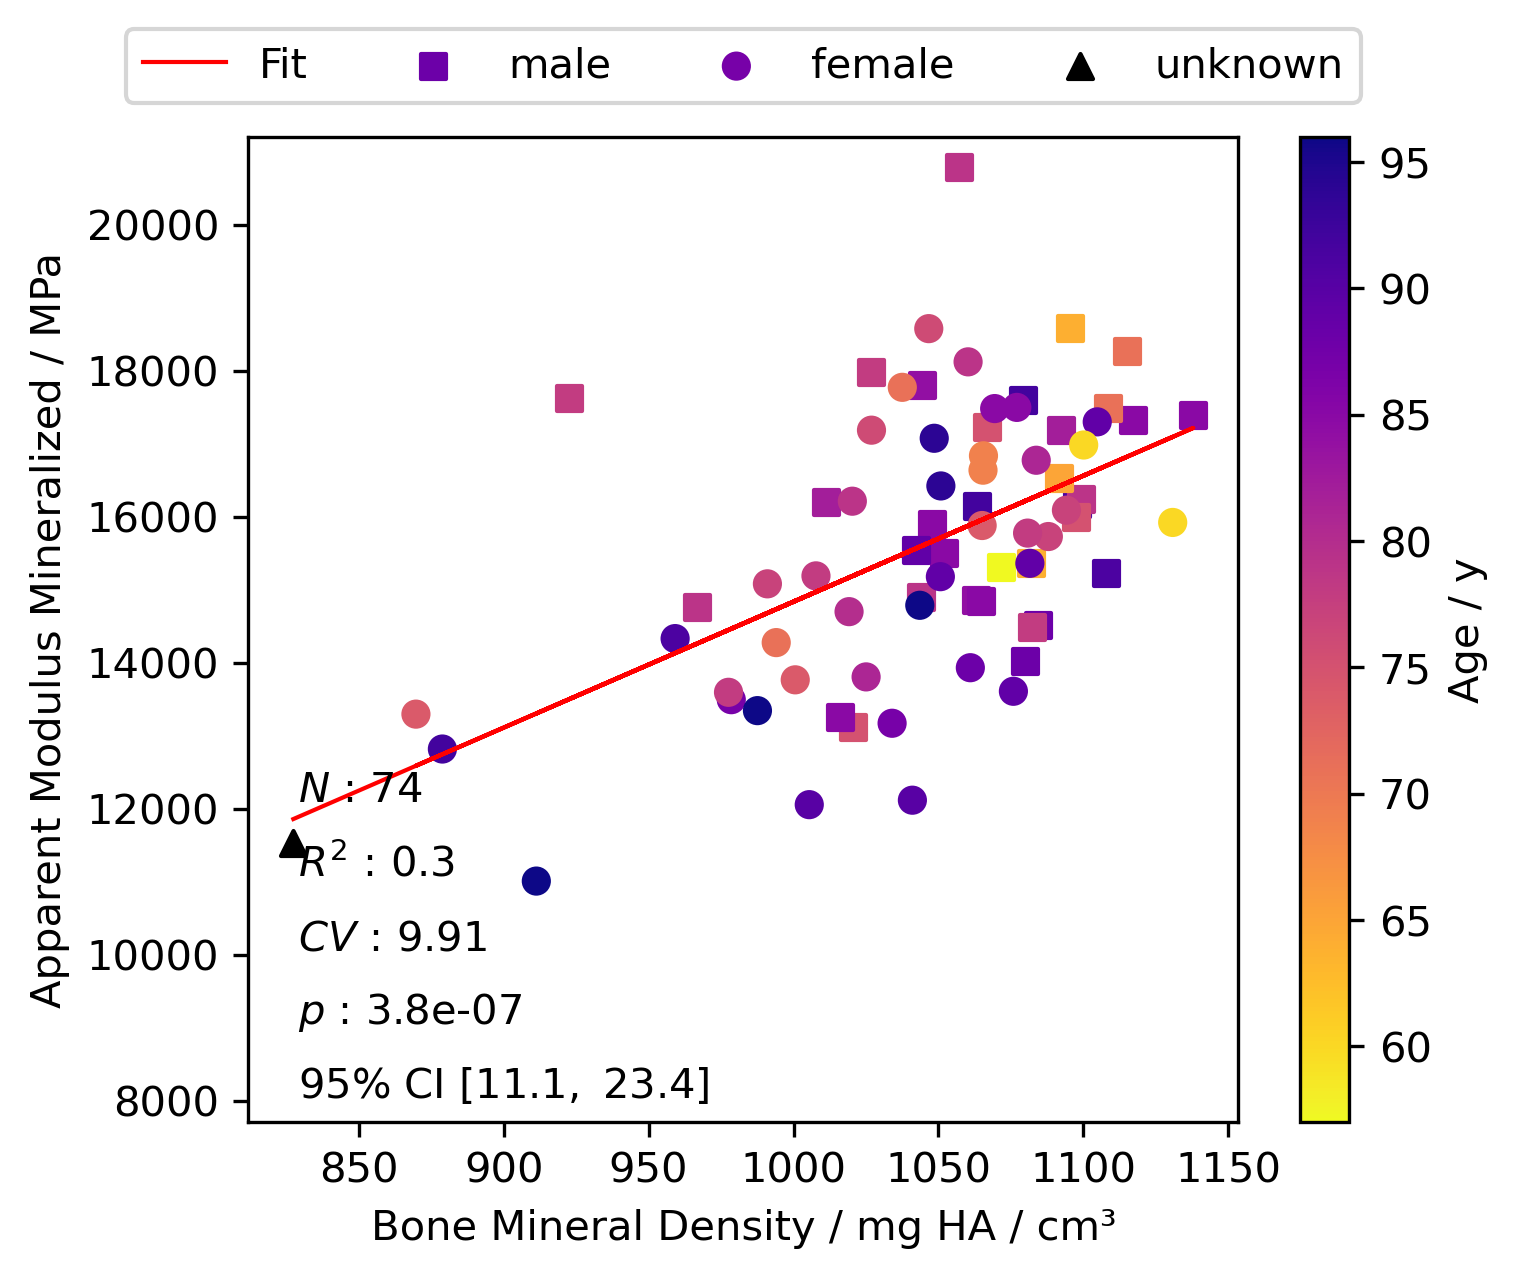 Fit male female unknown
20000
18000
16000
14000
12000
10000
8000
Apparent Modulus Mineralized / MPa
N : 74
R² : 0.3
CV : 9.91
p : 3.8e-07
95% CI [11.1, 23.4]
850 900 950 1000 1050 1100 1150
Bone Mineral Density / mg HA / cm³
95
90
85
80
75
70
65
60
Age / y